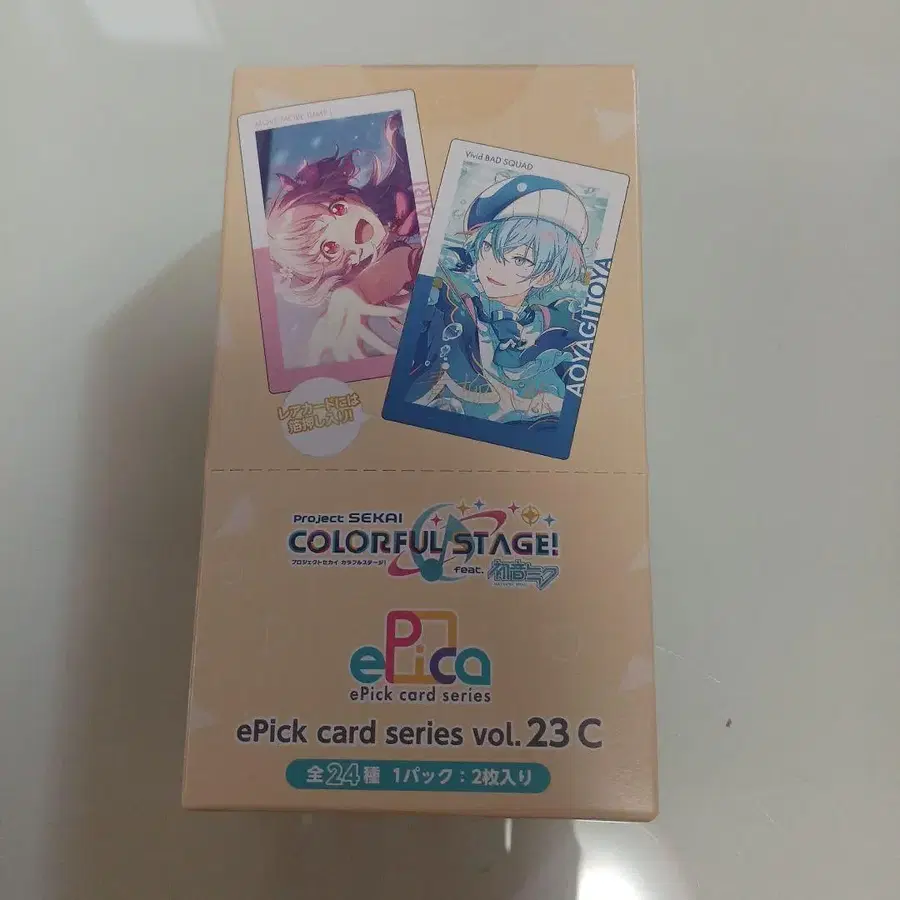 MORE MORE JUMP!
AIRI
Vivid BAD SQUAD
AOYAGI TOYA
レアカードには
箔押し入り!
Project SEKAI
COLORFUL STAGE!
プロジェクトセカイ カラフルステージ!
feat. 初音ミク
ePica
ePick card series
ePick card series vol. 23 C
全24種 1パック：2枚入り